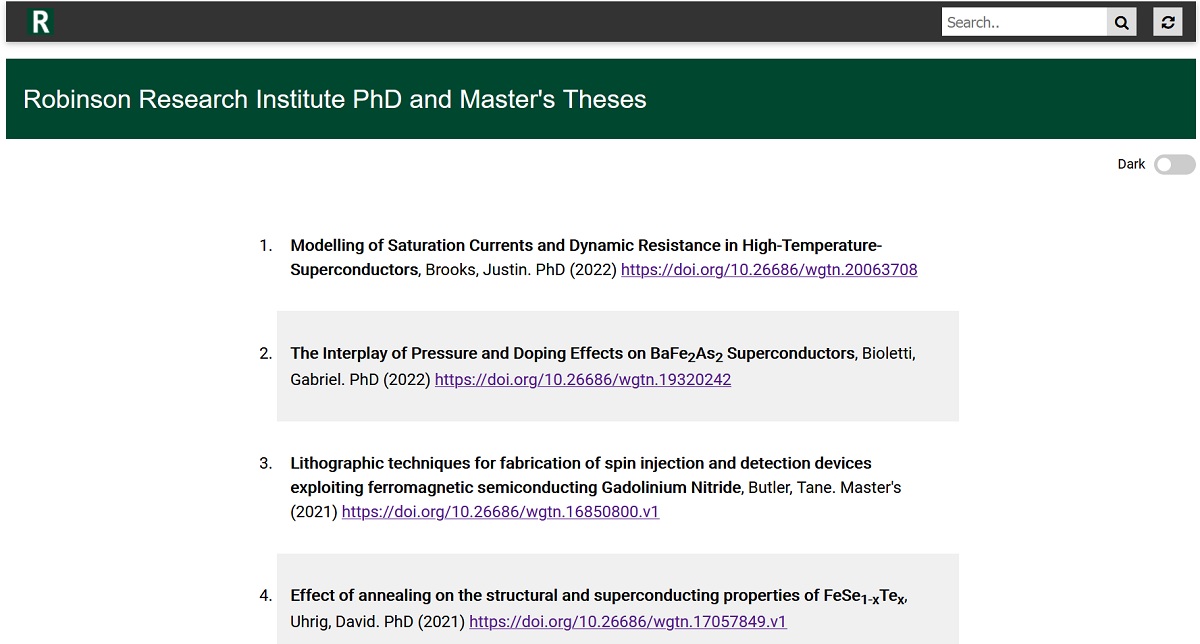 R
Search..
Robinson Research Institute PhD and Master's Theses
Dark
1. Modelling of Saturation Currents and Dynamic Resistance in High-Temperature-
Superconductors, Brooks, Justin. PhD (2022) https://doi.org/10.26686/wgtn.20063708
2. The Interplay of Pressure and Doping Effects on BaFe₂As₂ Superconductors, Bioletti,
Gabriel. PhD (2022) https://doi.org/10.26686/wgtn.19320242
3. Lithographic techniques for fabrication of spin injection and detection devices
exploiting ferromagnetic semiconducting Gadolinium Nitride, Butler, Tane. Master's
(2021) https://doi.org/10.26686/wgtn.16850800.v1
4. Effect of annealing on the structural and superconducting properties of FeSe₁₋ₓTeₓ,
Uhrig, David. PhD (2021) https://doi.org/10.26686/wgtn.17057849.v1